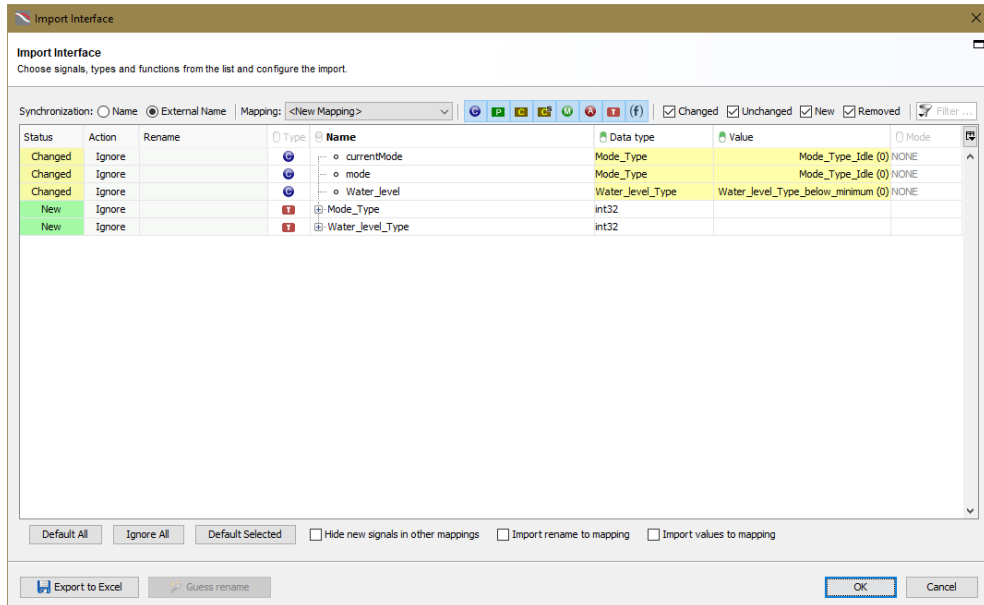 Import Interface
Import Interface
Choose signals, types and functions from the list and configure the import.
Synchronization: Name External Name Mapping: <New Mapping> C P C CS M A T (f) Changed Unchanged New Removed Filter ...
Status Action Rename Type Name Data type Value Mode
Changed Ignore C currentMode Mode_Type Mode_Type_Idle (0) NONE
Changed Ignore C mode Mode_Type Mode_Type_Idle (0) NONE
Changed Ignore C Water_level Water_level_Type Water_level_Type_below_minimum (0) NONE
New Ignore T Mode_Type int32
New Ignore T Water_level_Type int32
Default All Ignore All Default Selected Hide new signals in other mappings Import rename to mapping Import values to mapping
Export to Excel Guess rename OK Cancel